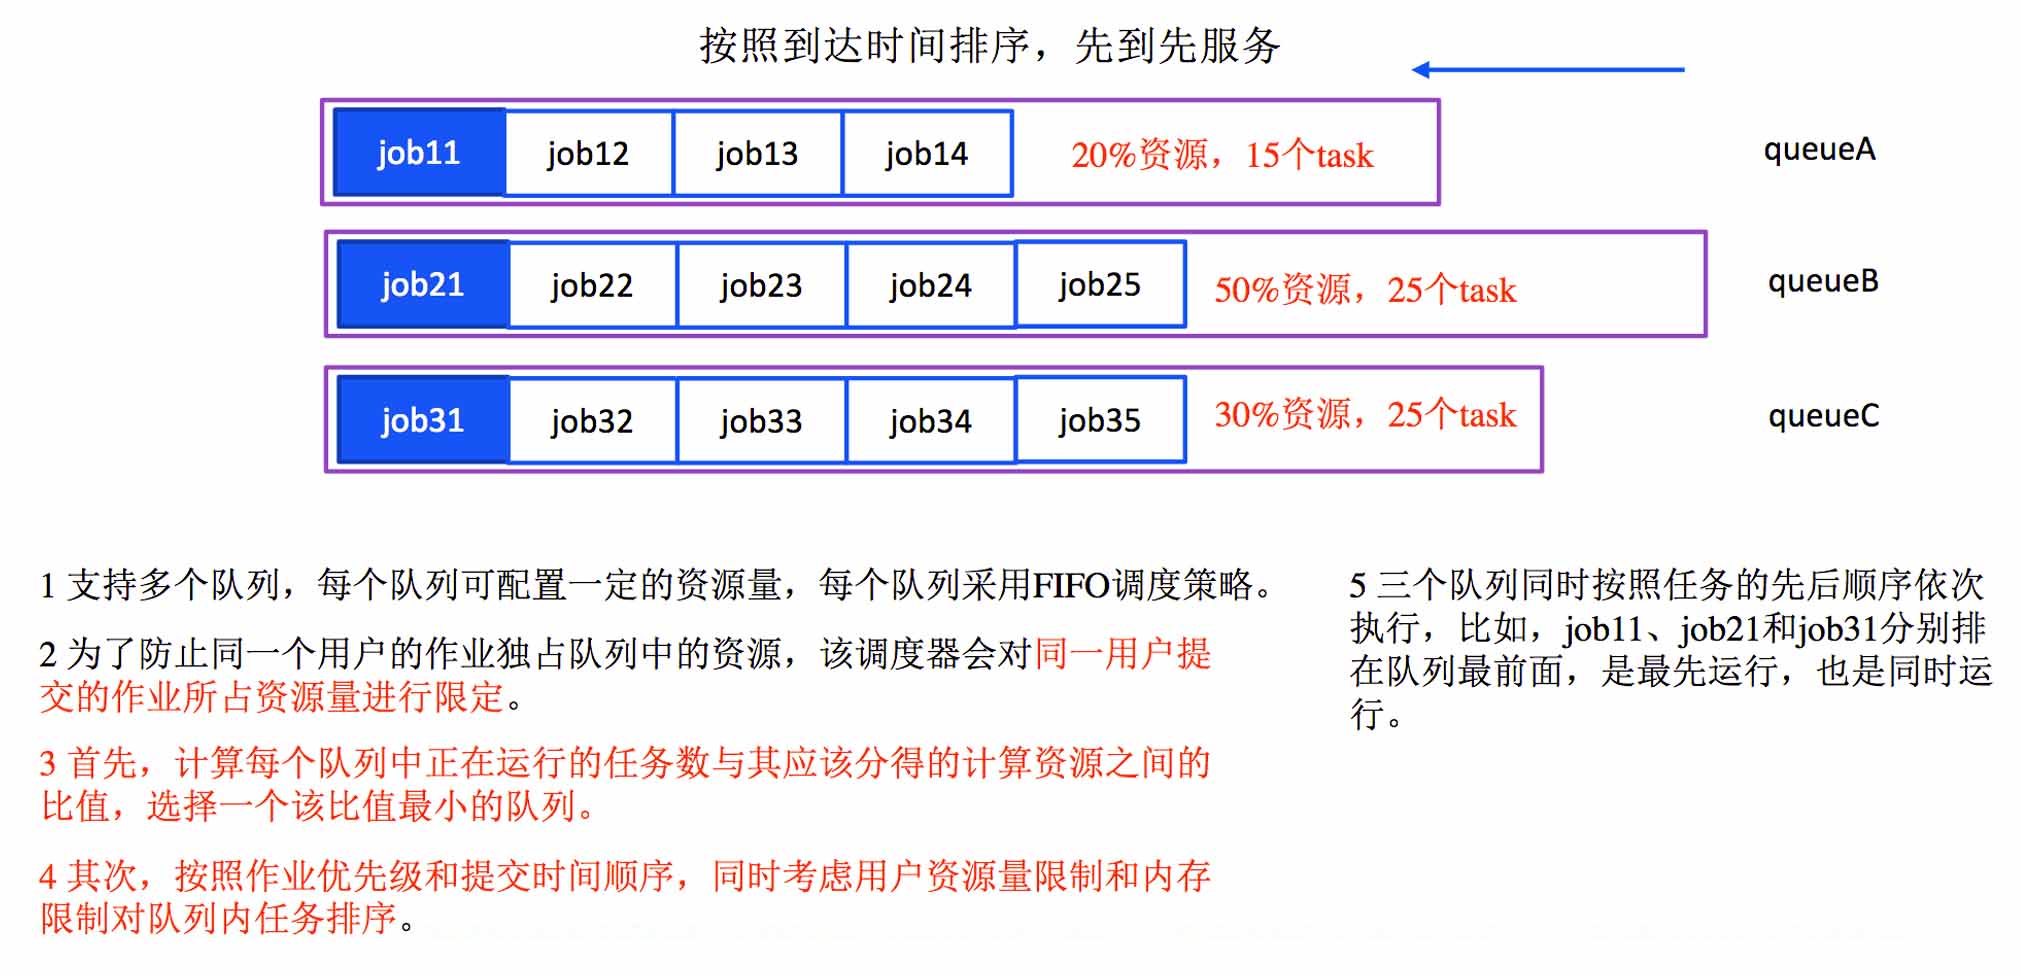 按照到达时间排序，先到先服务
job11 job12 job13 job14 20%资源，15个task queueA
job21 job22 job23 job24 job25 50%资源，25个task queueB
job31 job32 job33 job34 job35 30%资源，25个task queueC
1 支持多个队列，每个队列可配置一定的资源量，每个队列采用FIFO调度策略。
2 为了防止同一个用户的作业独占队列中的资源，该调度器会对同一用户提
交的作业所占资源量进行限定。
3 首先，计算每个队列中正在运行的任务数与其应该分得的计算资源之间的
比值，选择一个该比值最小的队列。
4 其次，按照作业优先级和提交时间顺序，同时考虑用户资源量限制和内存
限制对队列内任务排序。
5 三个队列同时按照任务的先后顺序依次
执行，比如，job11、job21和job31分别排
在队列最前面，是最先运行，也是同时运
行。